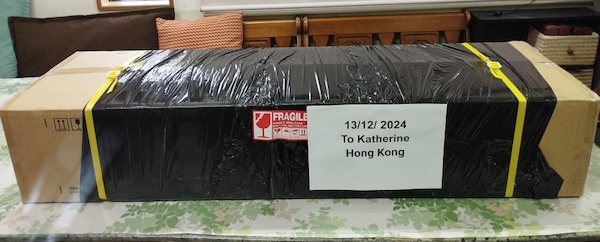 FRAGILE
13/12/ 2024
To Katherine
Hong Kong